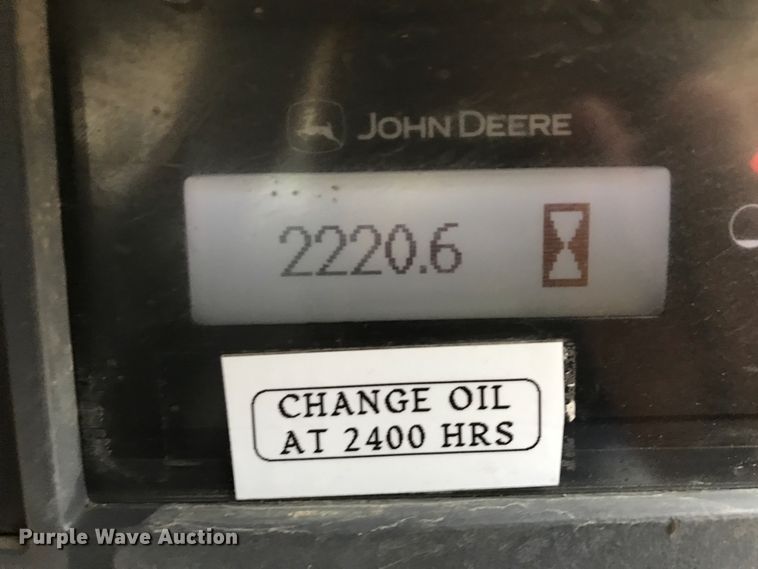 JOHN DEERE
2220.6
CHANGE OIL
AT 2400 HRS
Purple Wave Auction